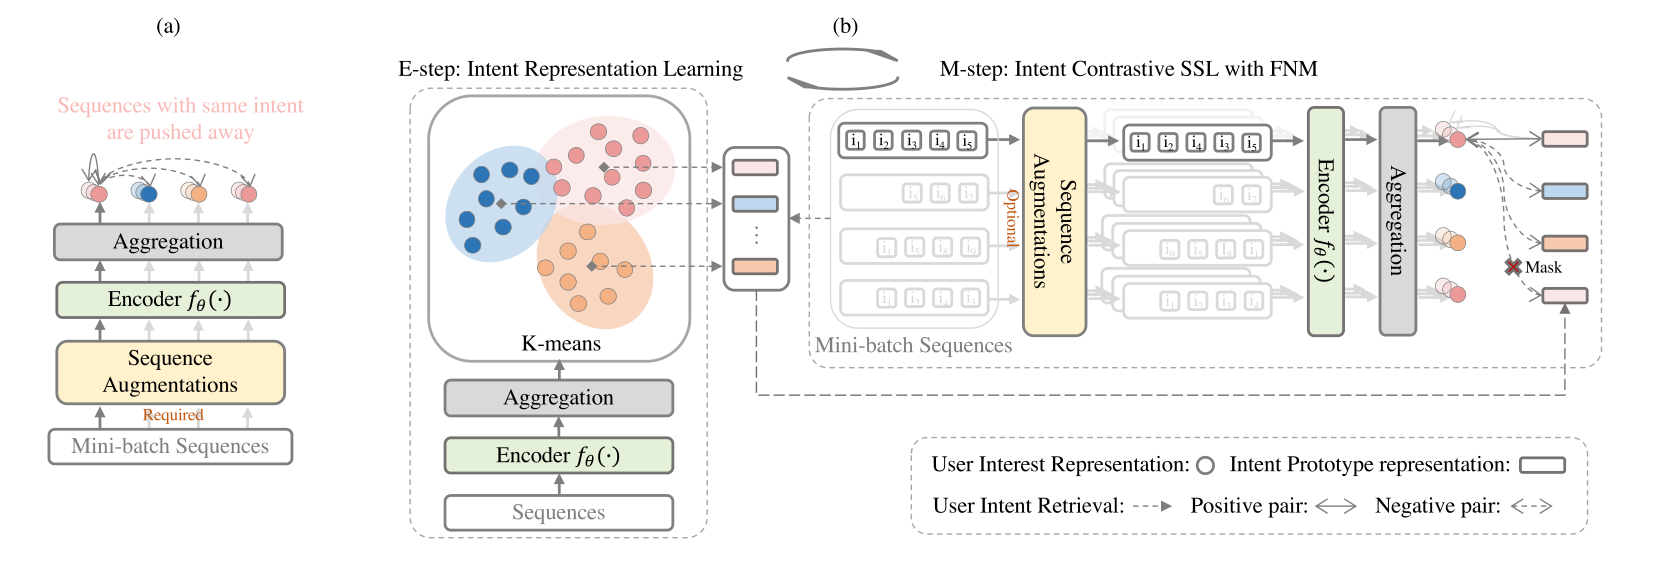 (a)
Sequences with same intent
are pushed away
Aggregation
Encoder fθ(·)
Sequence
Augmentations
Required
Mini-batch Sequences
(b)
E-step: Intent Representation Learning
K-means
Aggregation
Encoder fθ(·)
Sequences
M-step: Intent Contrastive SSL with FNM
i1 i2 i3 i4 i5
Mini-batch Sequences
Optional
Sequence
Augmentations
i1 i2 i4 i3 i5
i6 i7
Encoder fθ(·)
Aggregation
Mask
User Interest Representation:
Intent Prototype representation:
User Intent Retrieval:
Positive pair:
Negative pair: